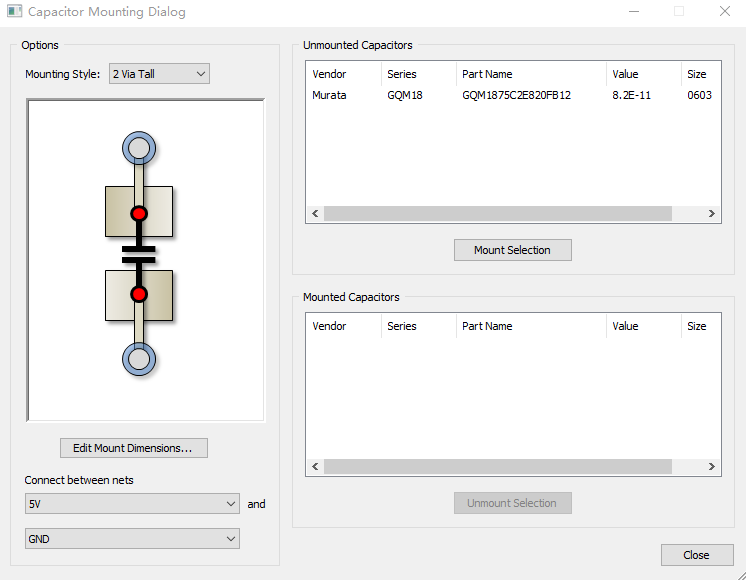 Capacitor Mounting Dialog
Options
Mounting Style: 2 Via Tall
Edit Mount Dimensions...
Connect between nets
5V and
GND
Unmounted Capacitors
Vendor Series Part Name Value Size
Murata GQM18 GQM1875C2E820FB12 8.2E-11 0603
Mount Selection
Mounted Capacitors
Vendor Series Part Name Value Size
Unmount Selection
Close